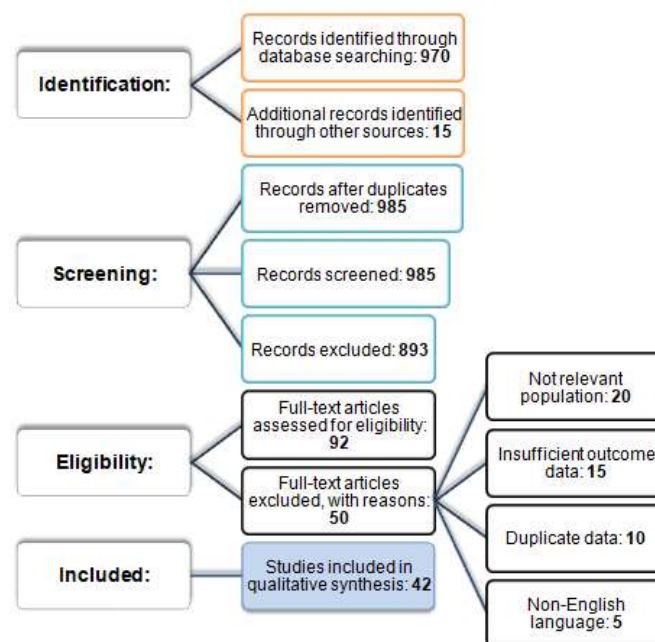 Identification:
Records identified through
database searching: 970
Additional records identified
through other sources: 15
Screening:
Records after duplicates
removed: 985
Records screened: 985
Records excluded: 893
Eligibility:
Full-text articles
assessed for eligibility:
92
Full-text articles
excluded, with reasons:
50
Not relevant
population: 20
Insufficient outcome
data: 15
Duplicate data: 10
Non-English
language: 5
Included:
Studies included in
qualitative synthesis: 42